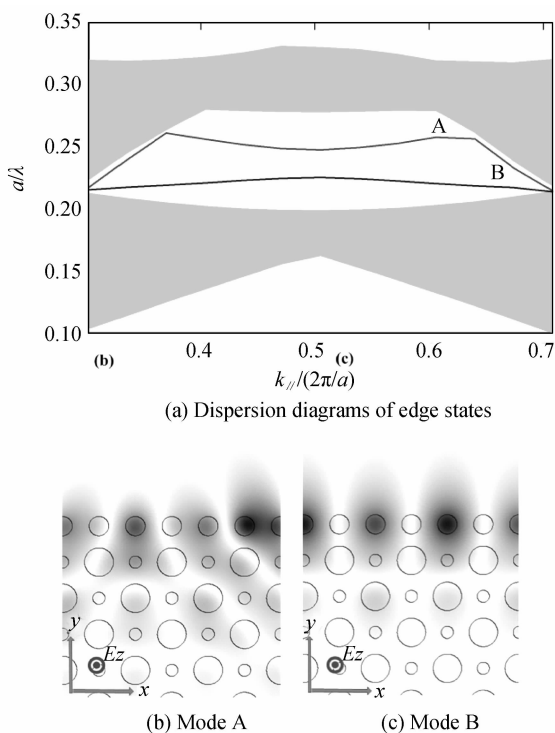 0.35
0.30
0.25
0.20
0.15
0.10
a/λ
A
B
(b) 0.4 0.5 (c) 0.6 0.7
k//​/(2π/a)
(a) Dispersion diagrams of edge states
y Ez x
y Ez x
(b) Mode A (c) Mode B